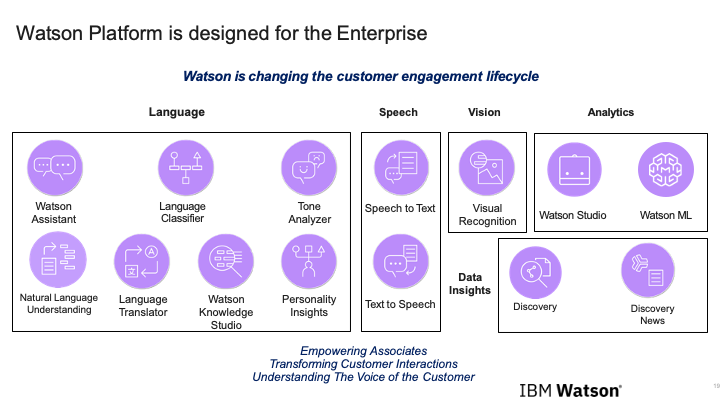 Watson Platform is designed for the Enterprise
Watson is changing the customer engagement lifecycle
Language
Speech
Vision
Analytics
Watson
Assistant
Language
Classifier
Tone
Analyzer
Speech to Text
Visual
Recognition
Watson Studio
Watson ML
Natural Language
Understanding
Language
Translator
Watson
Knowledge
Studio
Personality
Insights
Text to Speech
Data
Insights
Discovery
Discovery
News
Empowering Associates
Transforming Customer Interactions
Understanding The Voice of the Customer
IBM Watson®
19